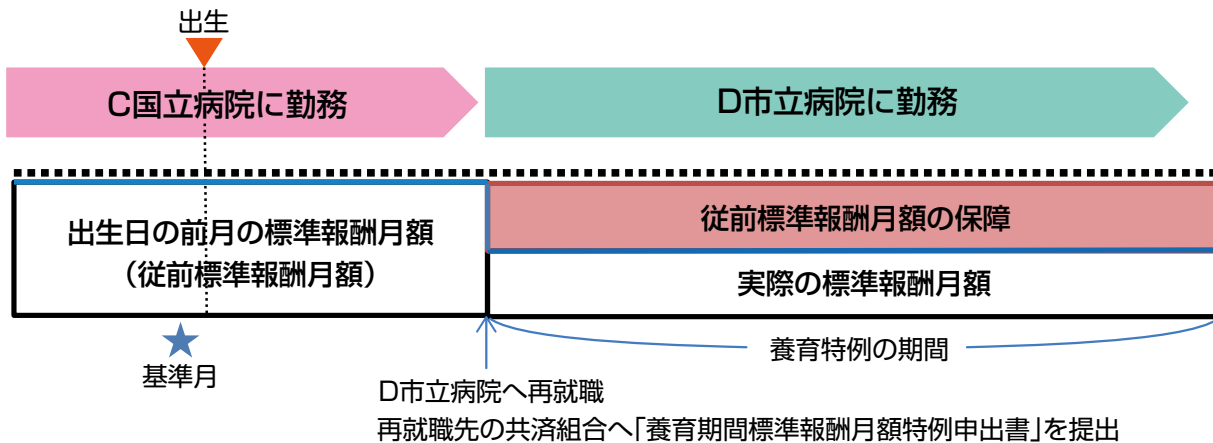 出生
C国立病院に勤務
D市立病院に勤務
出生日の前月の標準報酬月額
（従前標準報酬月額）
従前標準報酬月額の保障
実際の標準報酬月額
基準月
養育特例の期間
D市立病院へ再就職
再就職先の共済組合へ「養育期間標準報酬月額特例申出書」を提出